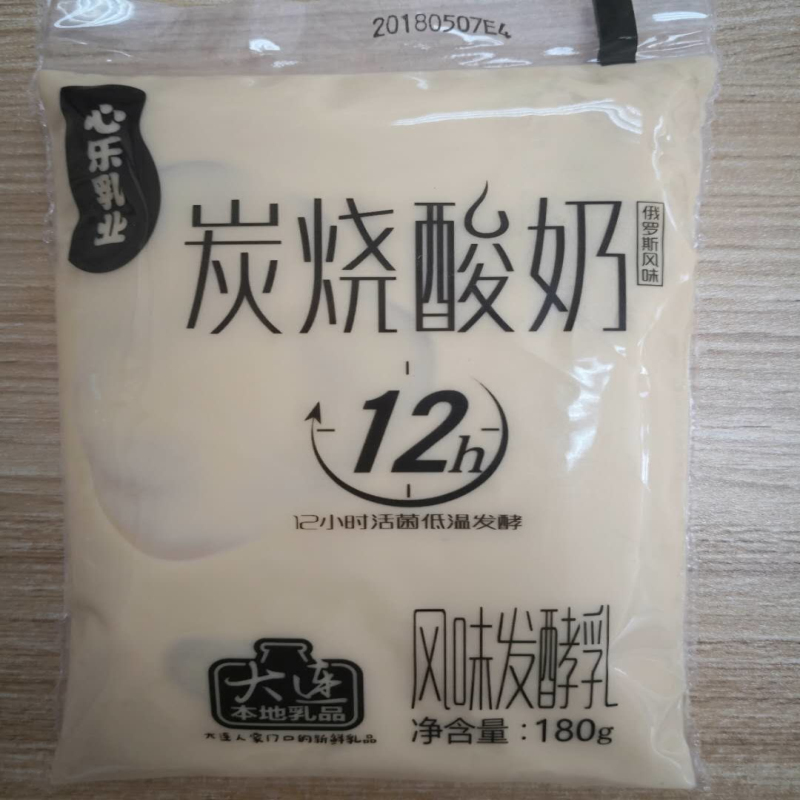 20180507E4
心乐乳业
炭烧酸奶
俄罗斯风味
12h
12小时活菌低温发酵
大连
本地乳品
大连人家门口的新鲜乳品
风味发酵乳
净含量:180g